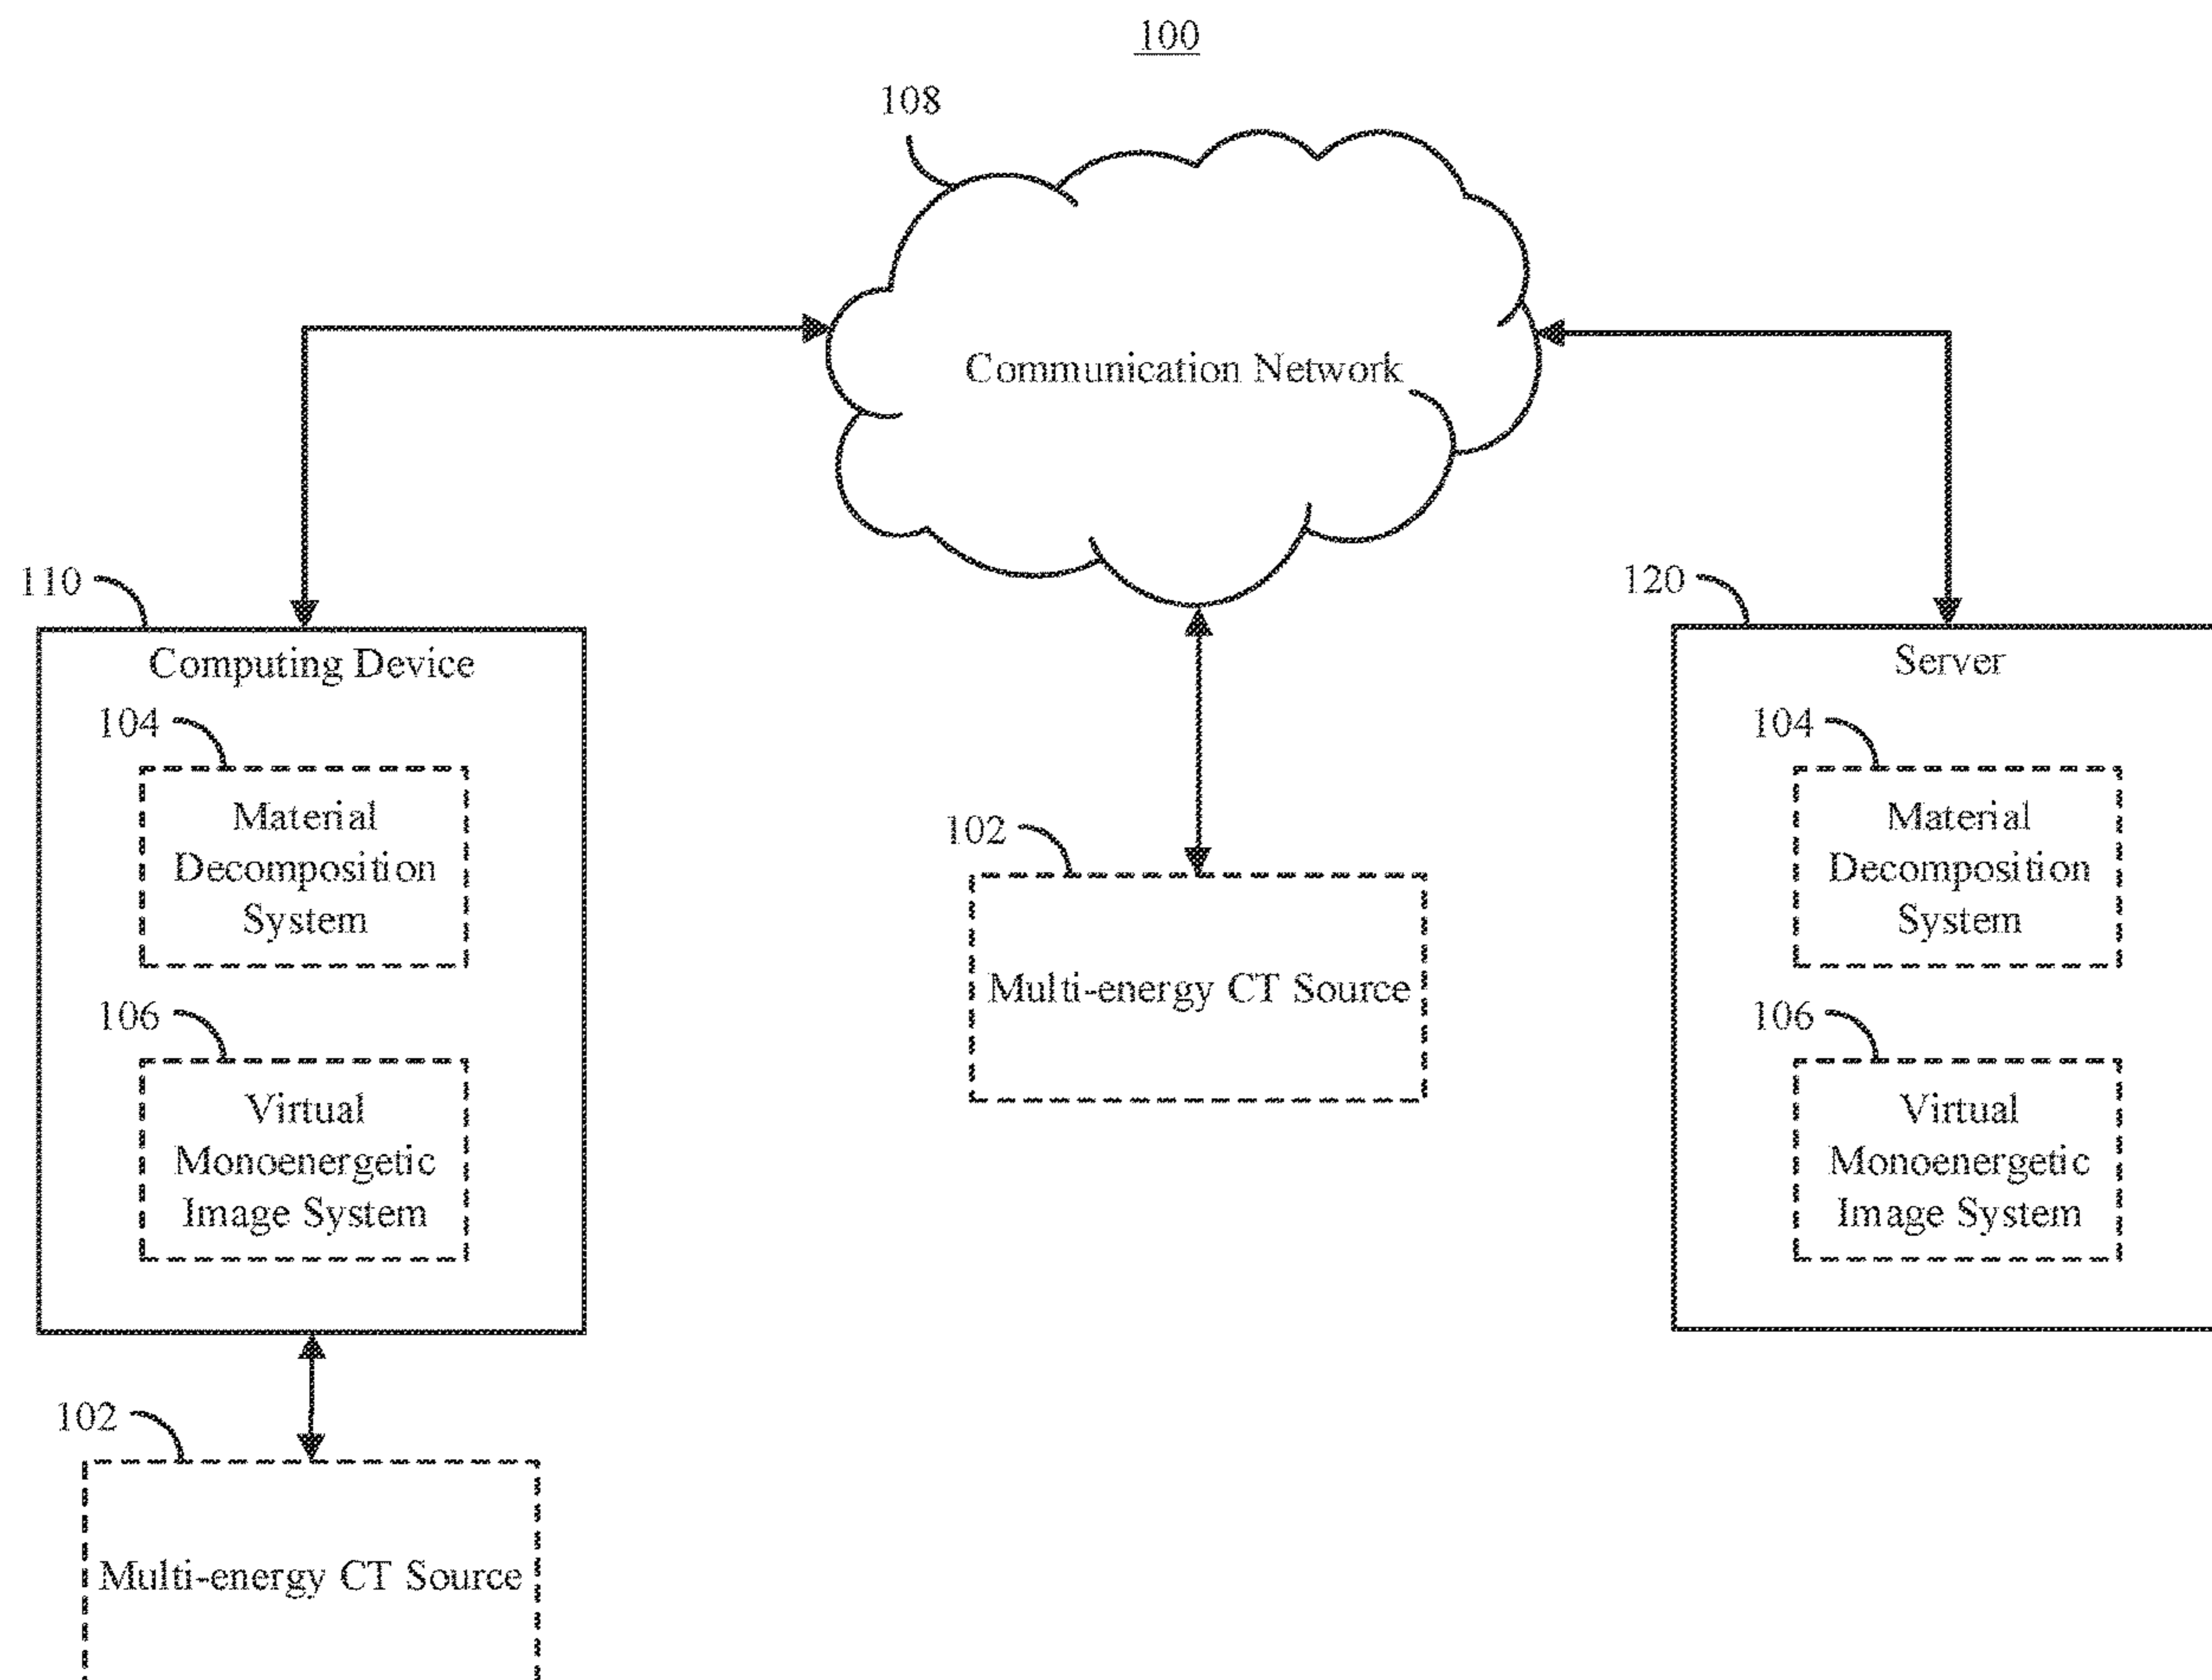 100
108
Communication Network
110
Computing Device
104
Material
Decomposition
System
106
Virtual
Monoenergetic
Image System
102
Multi-energy CT Source
120
Server
104
Material
Decomposition
System
106
Virtual
Monoenergetic
Image System
102
Multi-energy CT Source